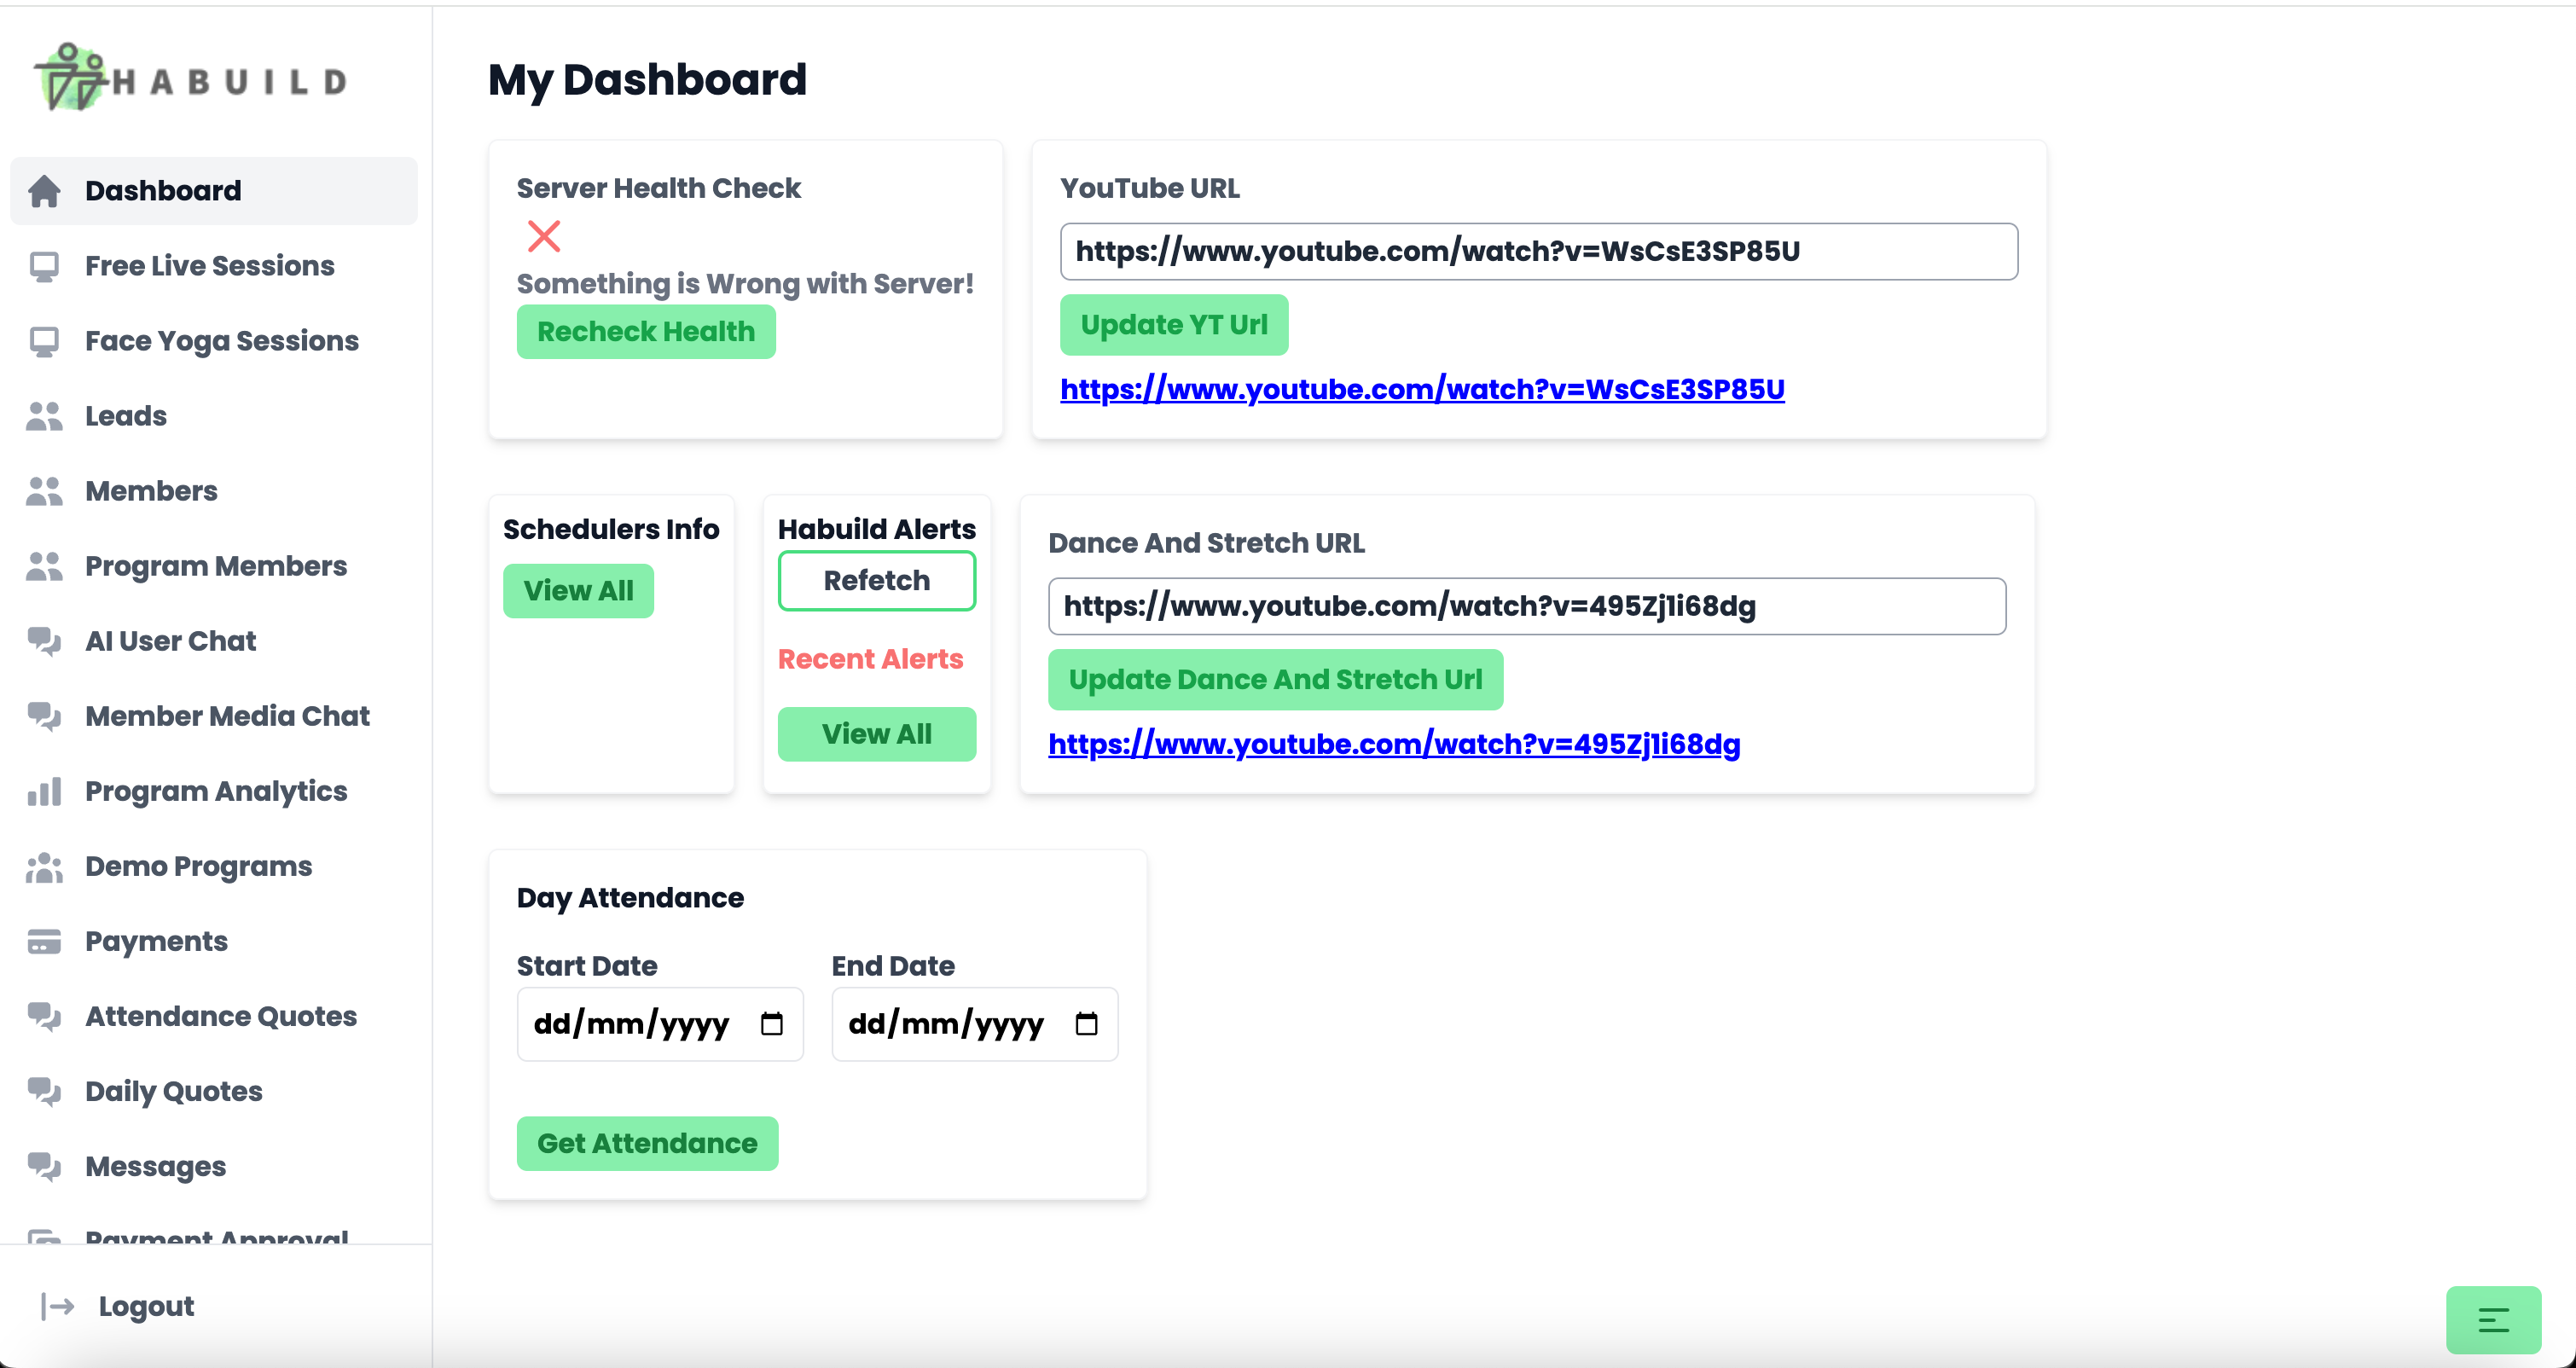 HABUILD
Dashboard
Free Live Sessions
Face Yoga Sessions
Leads
Members
Program Members
AI User Chat
Member Media Chat
Program Analytics
Demo Programs
Payments
Attendance Quotes
Daily Quotes
Messages
Payment Approval
Logout
My Dashboard
Server Health Check
Something is Wrong with Server!
Recheck Health
YouTube URL
https://www.youtube.com/watch?v=WsCsE3SP85U
Update YT Url
https://www.youtube.com/watch?v=WsCsE3SP85U
Schedulers Info
View All
Habuild Alerts
Refetch
Recent Alerts
View All
Dance And Stretch URL
https://www.youtube.com/watch?v=495Zj1i68dg
Update Dance And Stretch Url
https://www.youtube.com/watch?v=495Zj1i68dg
Day Attendance
Start Date
End Date
dd/mm/yyyy
dd/mm/yyyy
Get Attendance